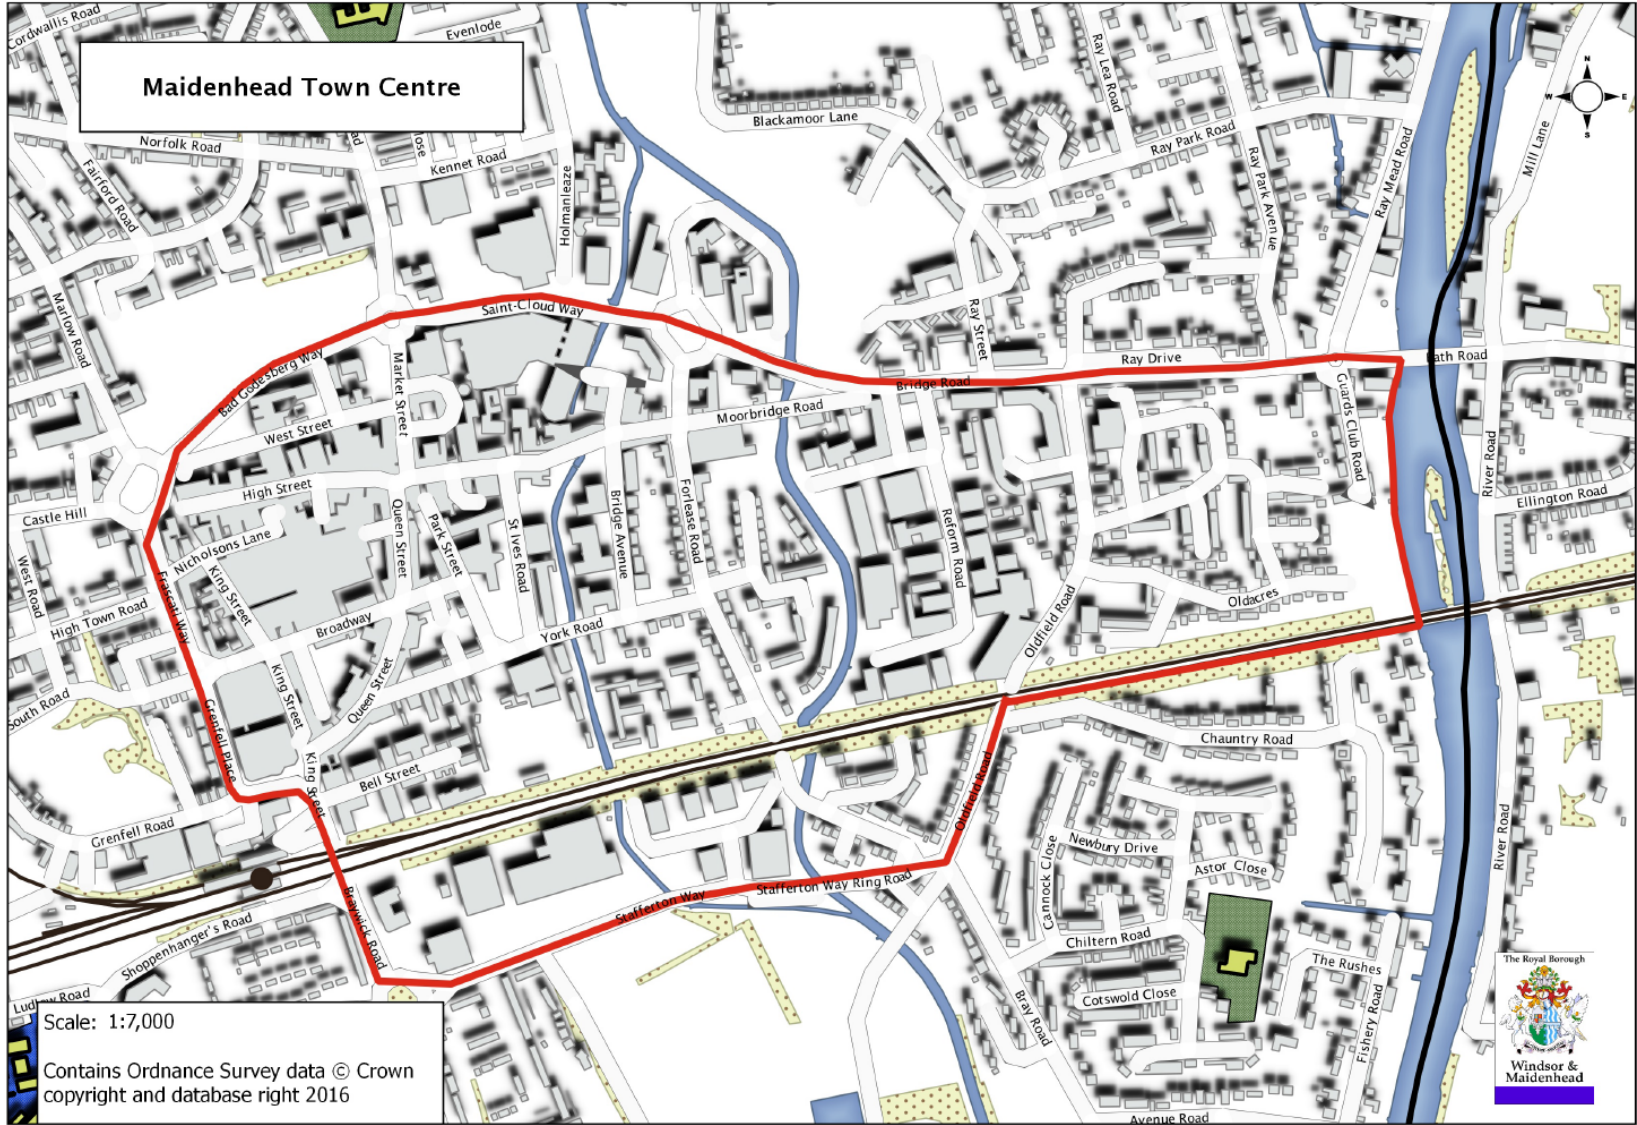 Maidenhead Town Centre
Cordwallis Road
Evenlode
Norfolk Road
Fairford Road
Kennet Road
Holmanleaze
Blackamoor Lane
Ray Lea Road
Ray Park Road
Ray Park Avenue
Ray Mead Road
Mill Lane
N
W
E
S
Marlow Road
Saint-Cloud Way
Bad Godesberg Way
Market Street
West Street
High Street
Castle Hill
Nicholsons Lane
Moorbridge Road
Bridge Road
Ray Street
Ray Drive
Bath Road
Guards Club Road
River Road
Ellington Road
West Road
High Town Road
South Road
Frascati Way
King Street
Queen Street
Park Street
St Ives Road
Bridge Avenue
Forlease Road
Reform Road
Oldfield Road
Oldacres
Broadway
York Road
King Street
Queen Street
Grenfell Place
King Street
Bell Street
Grenfell Road
Shoppenhanger's Road
Braywick Road
Stafferton Way
Stafferton Way Ring Road
Oldfield Road
Chauntry Road
Cannock Close
Newbury Drive
Astor Close
Chiltern Road
Cotswold Close
The Rushes
Fishery Road
River Road
Bray Road
Avenue Road
Ludlow Road
Scale: 1:7,000
Contains Ordnance Survey data © Crown
copyright and database right 2016
The Royal Borough
Windsor &
Maidenhead